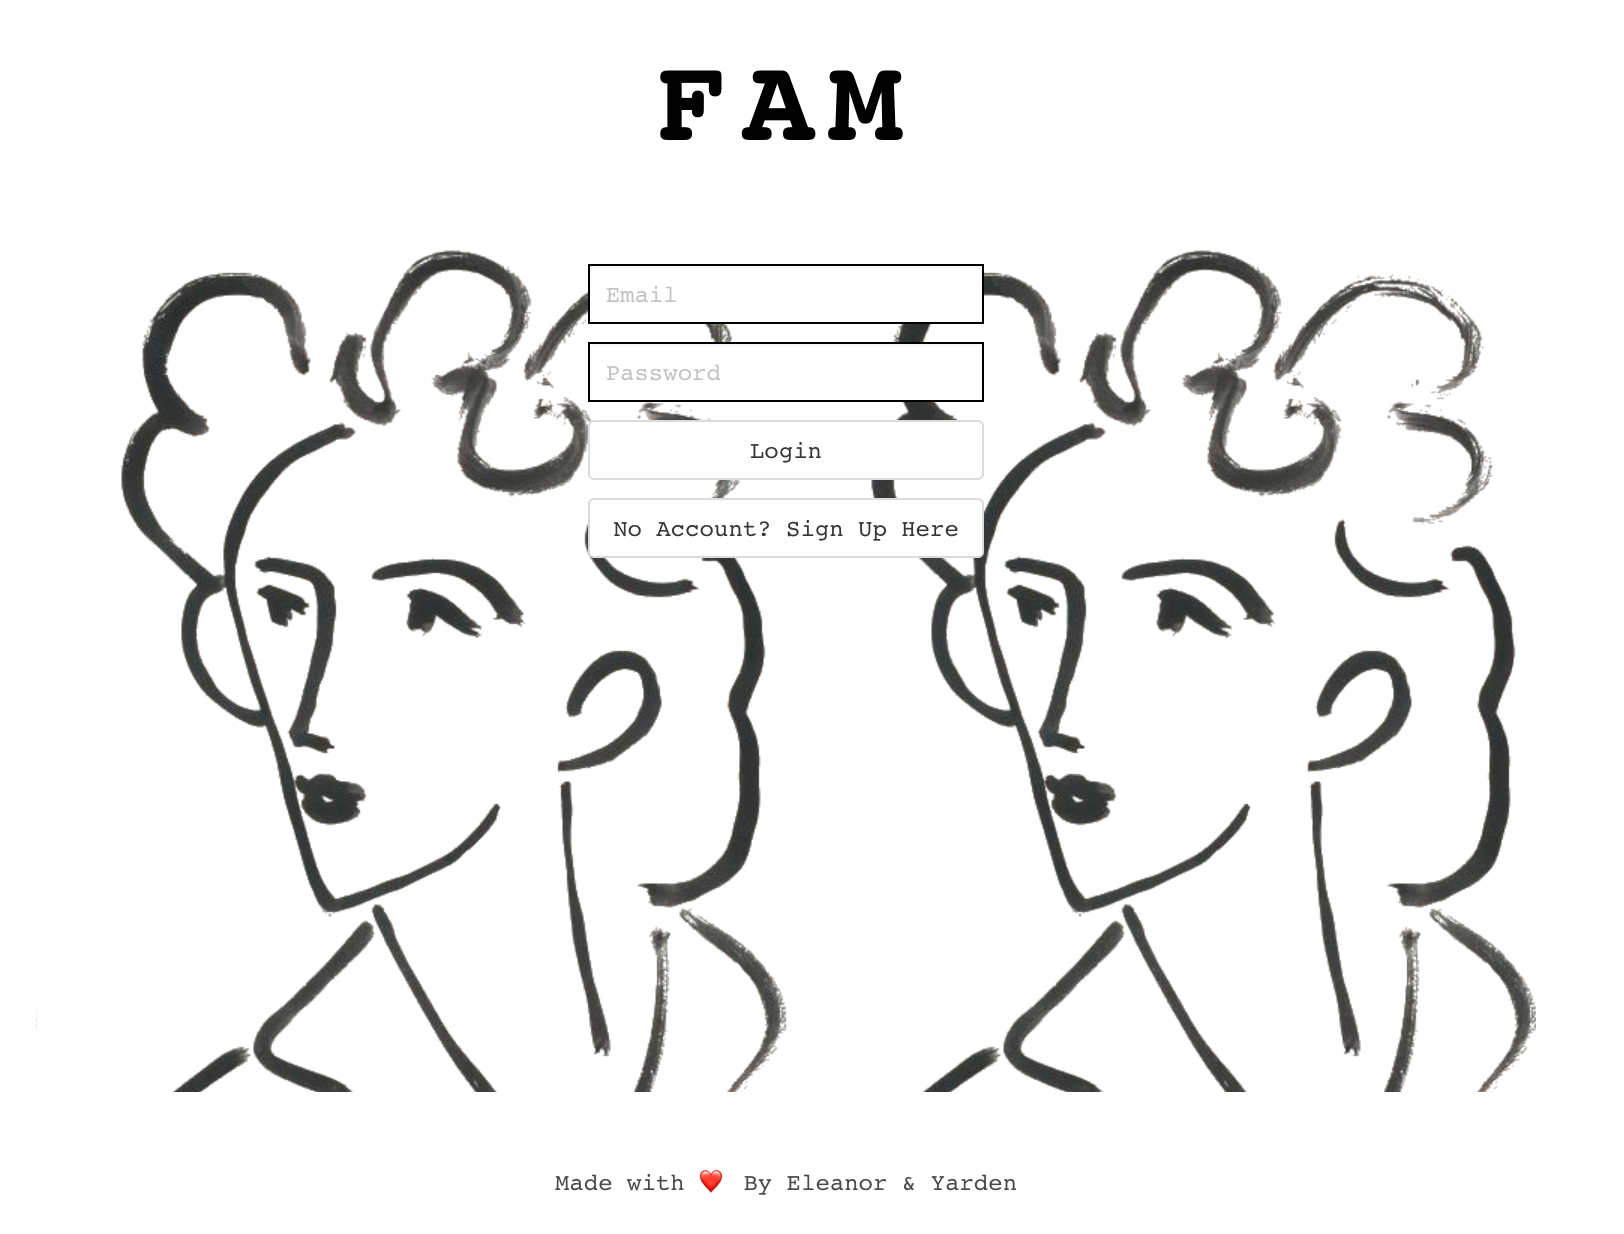 FAM
Email
Password
Login
No Account? Sign Up Here
Made with ❤️ By Eleanor & Yarden